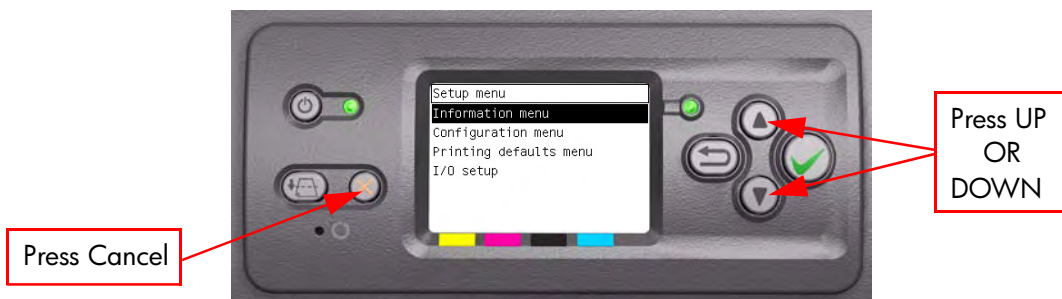 Setup menu
Information menu
Configuration menu
Printing defaults menu
I/O setup
Press UP
OR
DOWN
Press Cancel